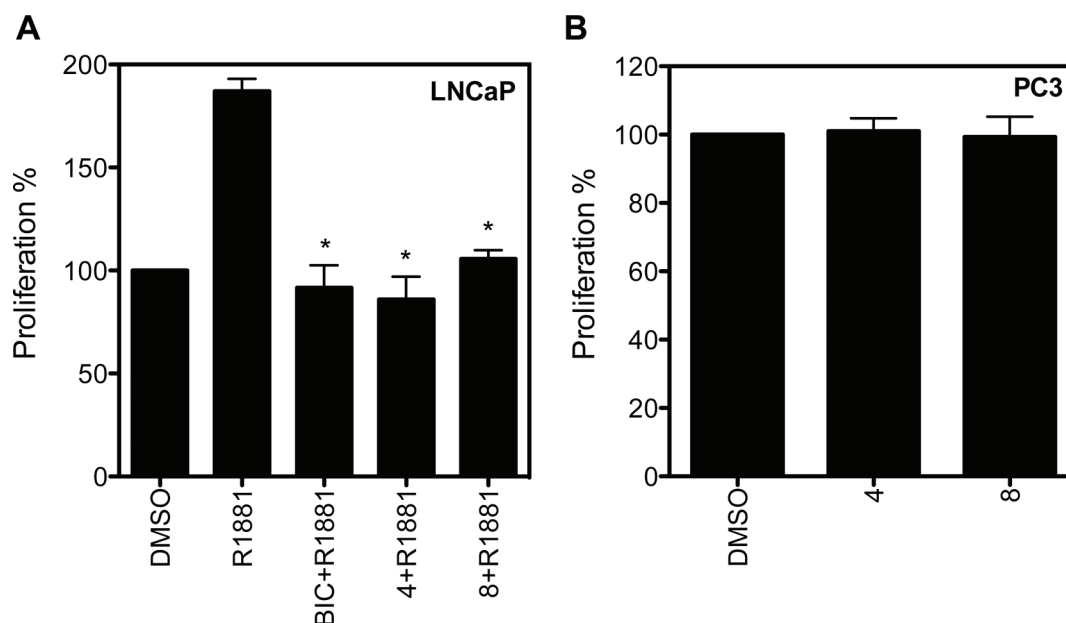 A
Proliferation %
200
150
100
50
0
LNCaP
*
*
*
DMSO
R1881
BIC+R1881
4+R1881
8+R1881
B
Proliferation %
120
100
80
60
40
20
0
PC3
DMSO
4
8